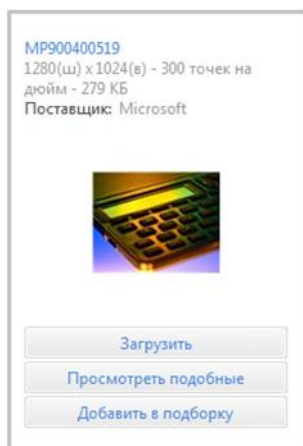 MP900400519
1280(ш) x 1024(в) - 300 точек на
дюйм - 279 КБ
Поставщик: Microsoft
Загрузить
Просмотреть подобные
Добавить в подборку